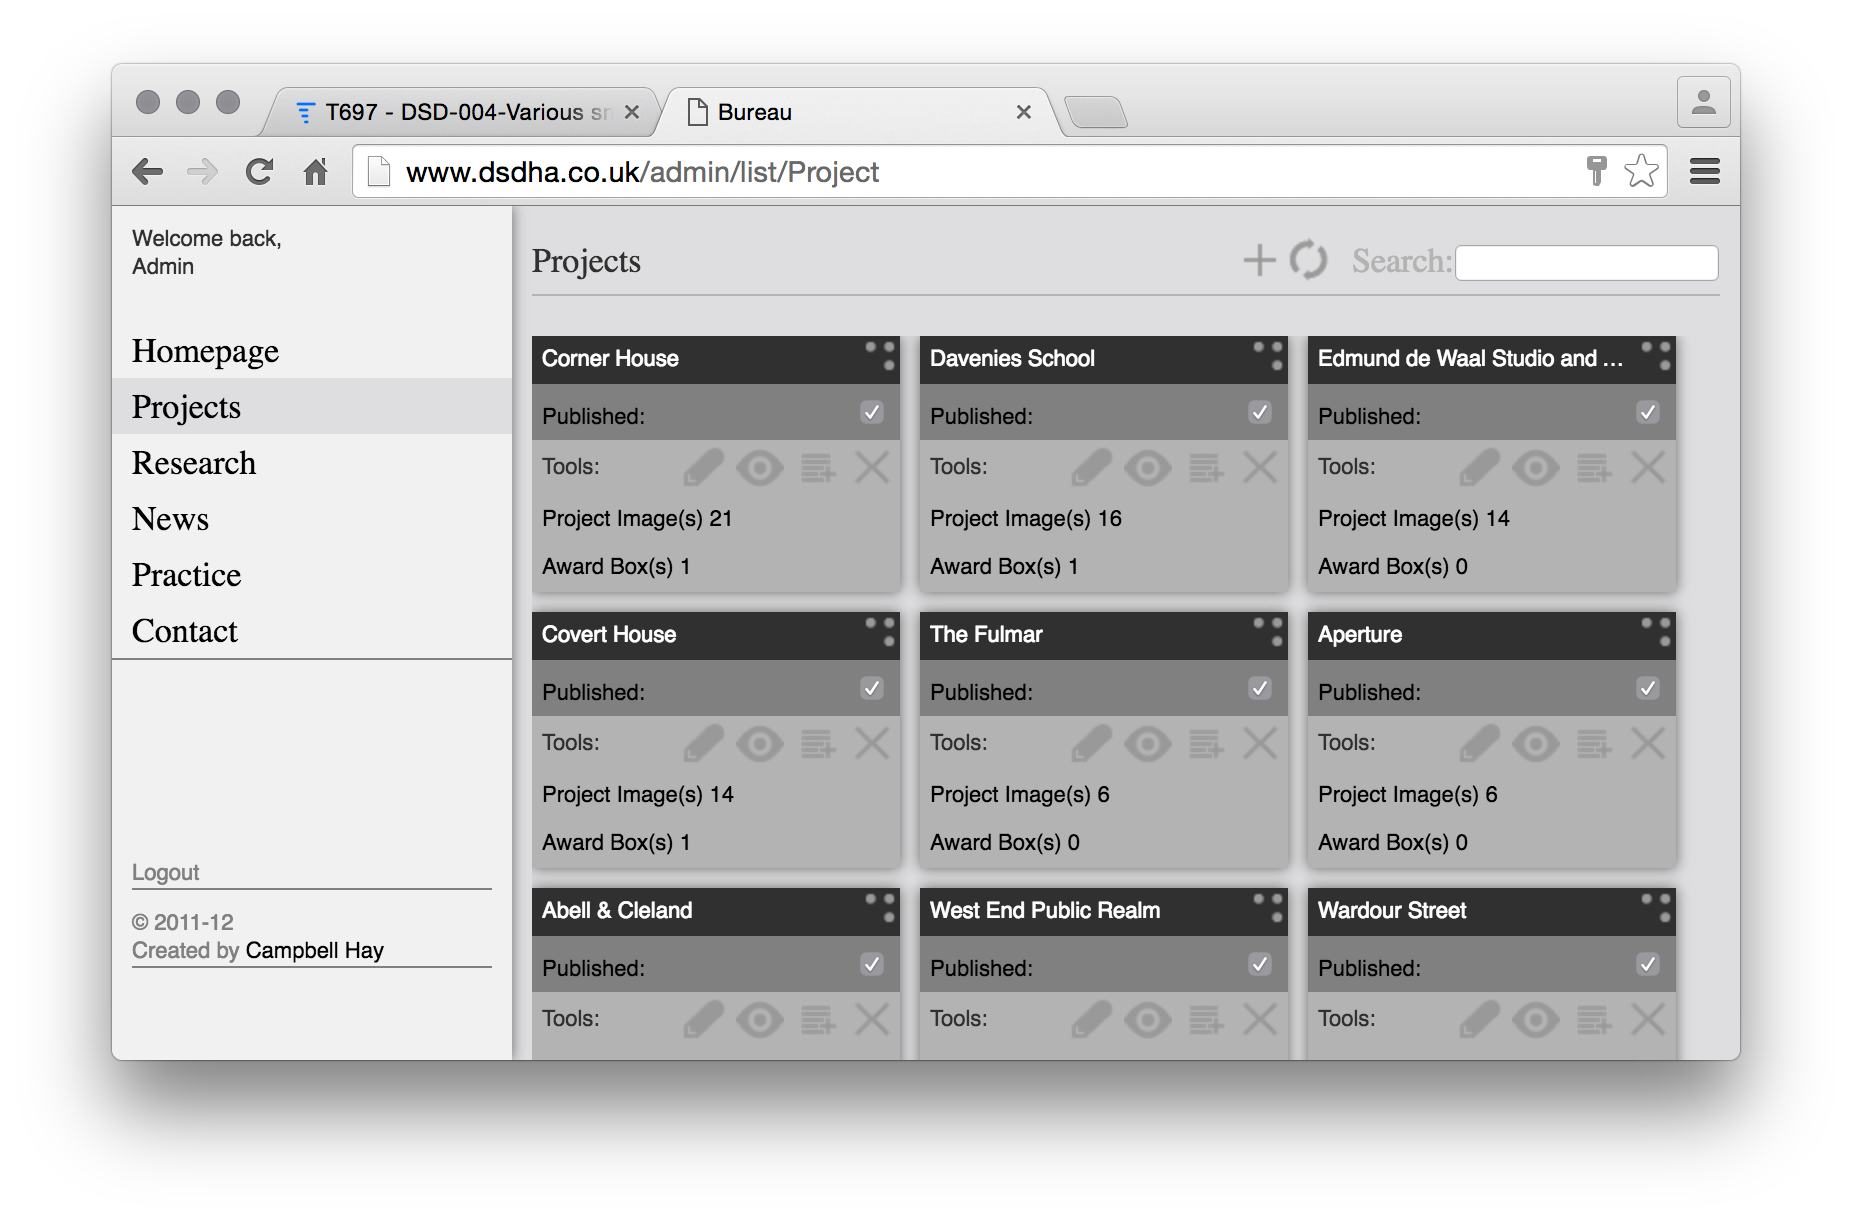 T697 - DSD-004-Various sm
Bureau
www.dsdha.co.uk/admin/list/Project
Welcome back,
Admin
Homepage
Projects
Research
News
Practice
Contact
Logout
© 2011-12
Created by Campbell Hay
Projects
Search:
Corner House
Published:
Tools:
Project Image(s) 21
Award Box(s) 1
Davenies School
Published:
Tools:
Project Image(s) 16
Award Box(s) 1
Edmund de Waal Studio and ...
Published:
Tools:
Project Image(s) 14
Award Box(s) 0
Covert House
Published:
Tools:
Project Image(s) 14
Award Box(s) 1
The Fulmar
Published:
Tools:
Project Image(s) 6
Award Box(s) 0
Aperture
Published:
Tools:
Project Image(s) 6
Award Box(s) 0
Abell & Cleland
Published:
Tools:
West End Public Realm
Published:
Tools:
Wardour Street
Published:
Tools: